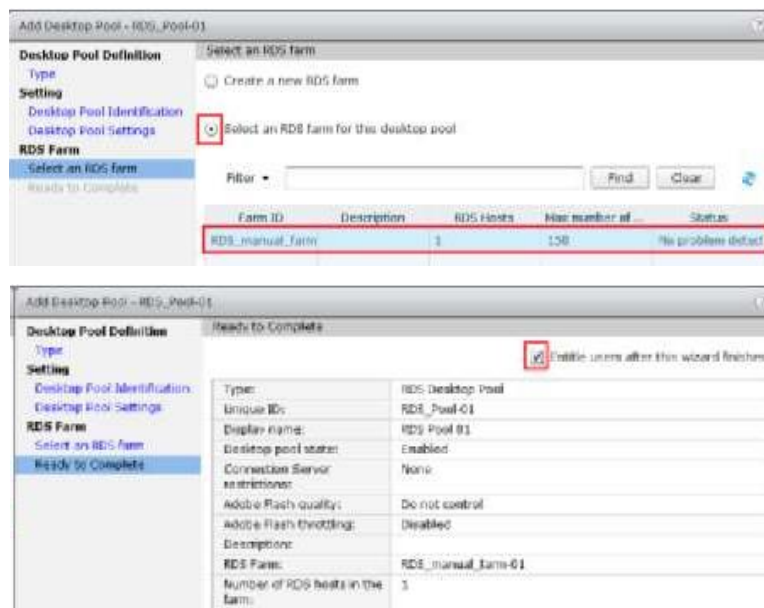 Add Desktop Pool - RDS_Pool-01
Desktop Pool Definition
Type
Setting
Desktop Pool Identification
Desktop Pool Settings
RDS Farm
Select an RDS farm
Ready to Complete
Select an RDS farm
Create a new RDS farm
Select an RDS farm for this desktop pool
Filter
Find Clear
Farm ID Description RDS Hosts Max number of ... Status
RDS_manual_farm 1 150 No problem detect
Add Desktop Pool - RDS_Pool-01
Desktop Pool Definition
Type
Setting
Desktop Pool Identification
Desktop Pool Settings
RDS Farm
Select an RDS farm
Ready to Complete
Ready to Complete
Entitle users after this wizard finishes
Type: RDS Desktop Pool
Unique ID: RDS_Pool-01
Display name: RDS Pool 01
Desktop pool state: Enabled
Connection Server restrictions: None
Adobe Flash quality: Do not control
Adobe Flash throttling: Disabled
Description:
RDS Farm: RDS_manual_farm-01
Number of RDS hosts in the farm: 1